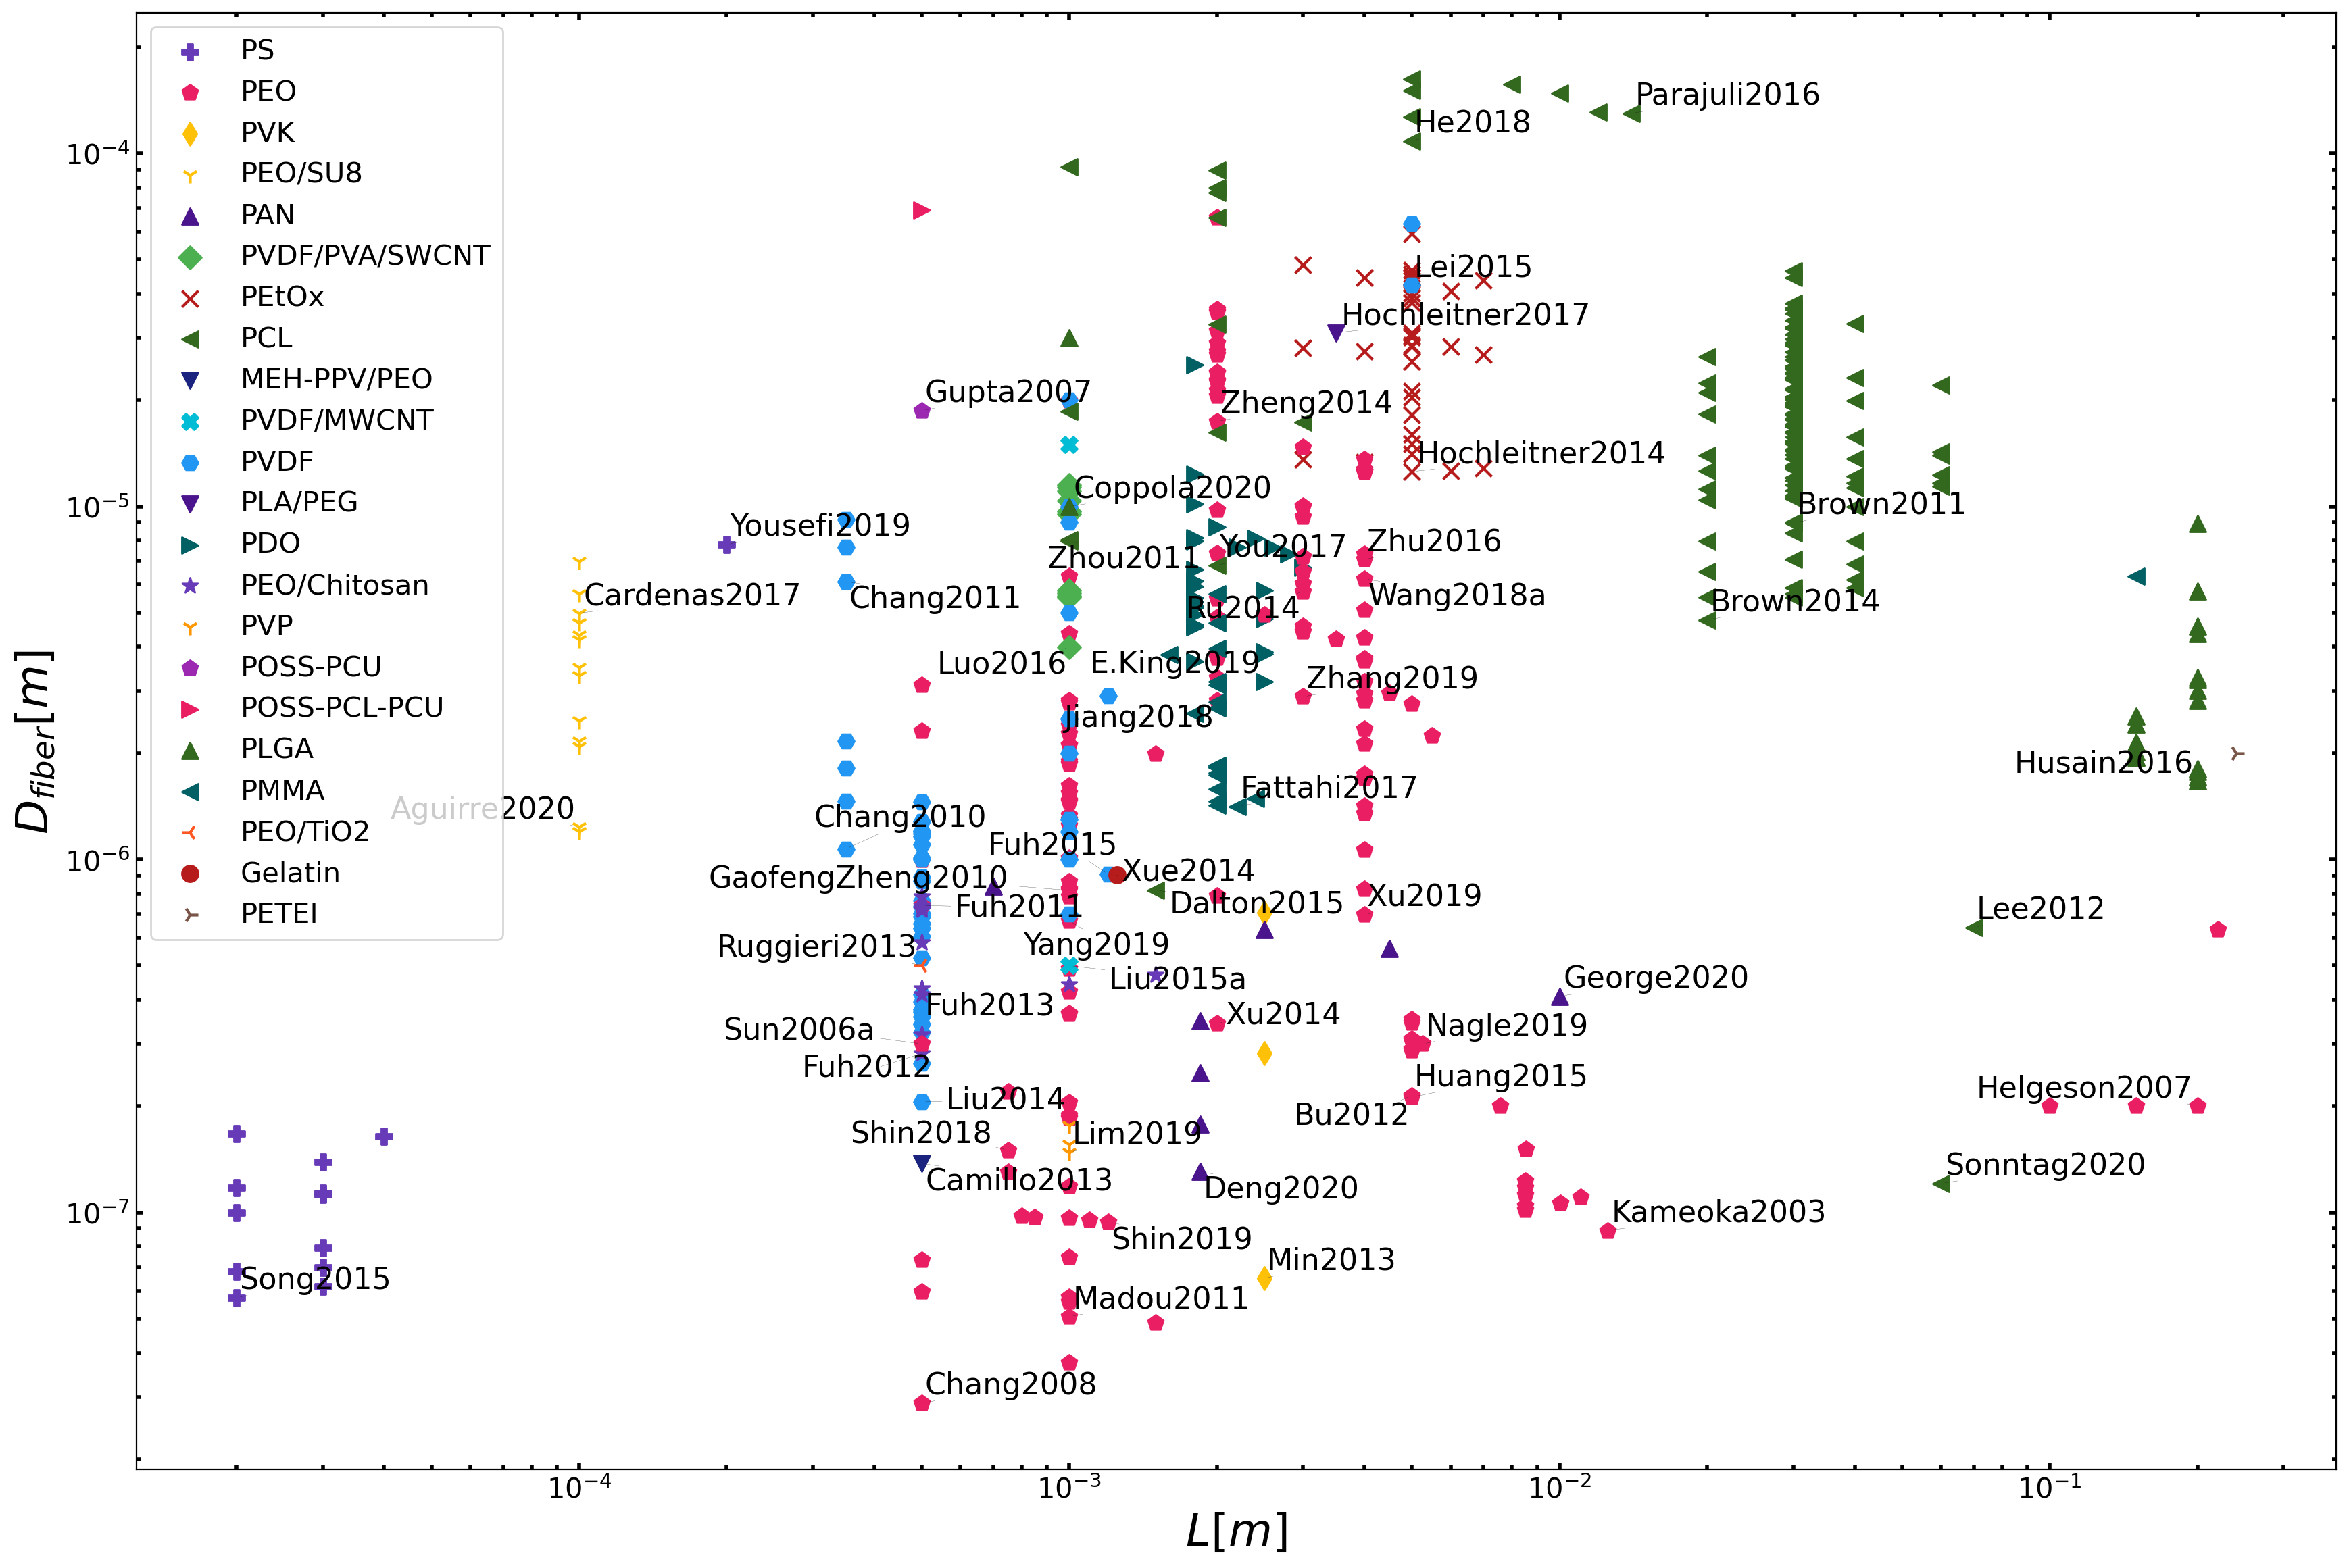 PS
PEO
PVK
PEO/SU8
PAN
PVDF/PVA/SWCNT
PEtOx
PCL
MEH-PPV/PEO
PVDF/MWCNT
PVDF
PLA/PEG
PDO
PEO/Chitosan
PVP
POSS-PCU
POSS-PCL-PCU
PLGA
PMMA
PEO/TiO2
Gelatin
PETEI
Parajuli2016
He2018
Lei2015
Hochleitner2017
Gupta2007
Zheng2014
Hochleitner2014
Coppola2020
Brown2011
Yousefi2019
Zhou2011
You2017
Zhu2016
Cardenas2017
Chang2011
Ru2014
Wang2018a
Brown2014
Luo2016
E.King2019
Zhang2019
Jiang2018
Husain2016
Fattahi2017
Aguirre2020
Chang2010
Fuh2015
GaofengZheng2010
Xue2014
Fuh2011
Dalton2015
Xu2019
Lee2012
Ruggieri2013
Yang2019
Liu2015a
George2020
Fuh2013
Xu2014
Sun2006a
Nagle2019
Fuh2012
Huang2015
Helgeson2007
Liu2014
Bu2012
Shin2018
Lim2019
Camillo2013
Deng2020
Sonntag2020
Shin2019
Kameoka2003
Song2015
Min2013
Madou2011
Chang2008
10⁻⁴
10⁻⁵
10⁻⁶
10⁻⁷
D_fiber[m]
10⁻⁴ 10⁻³ 10⁻² 10⁻¹
L[m]